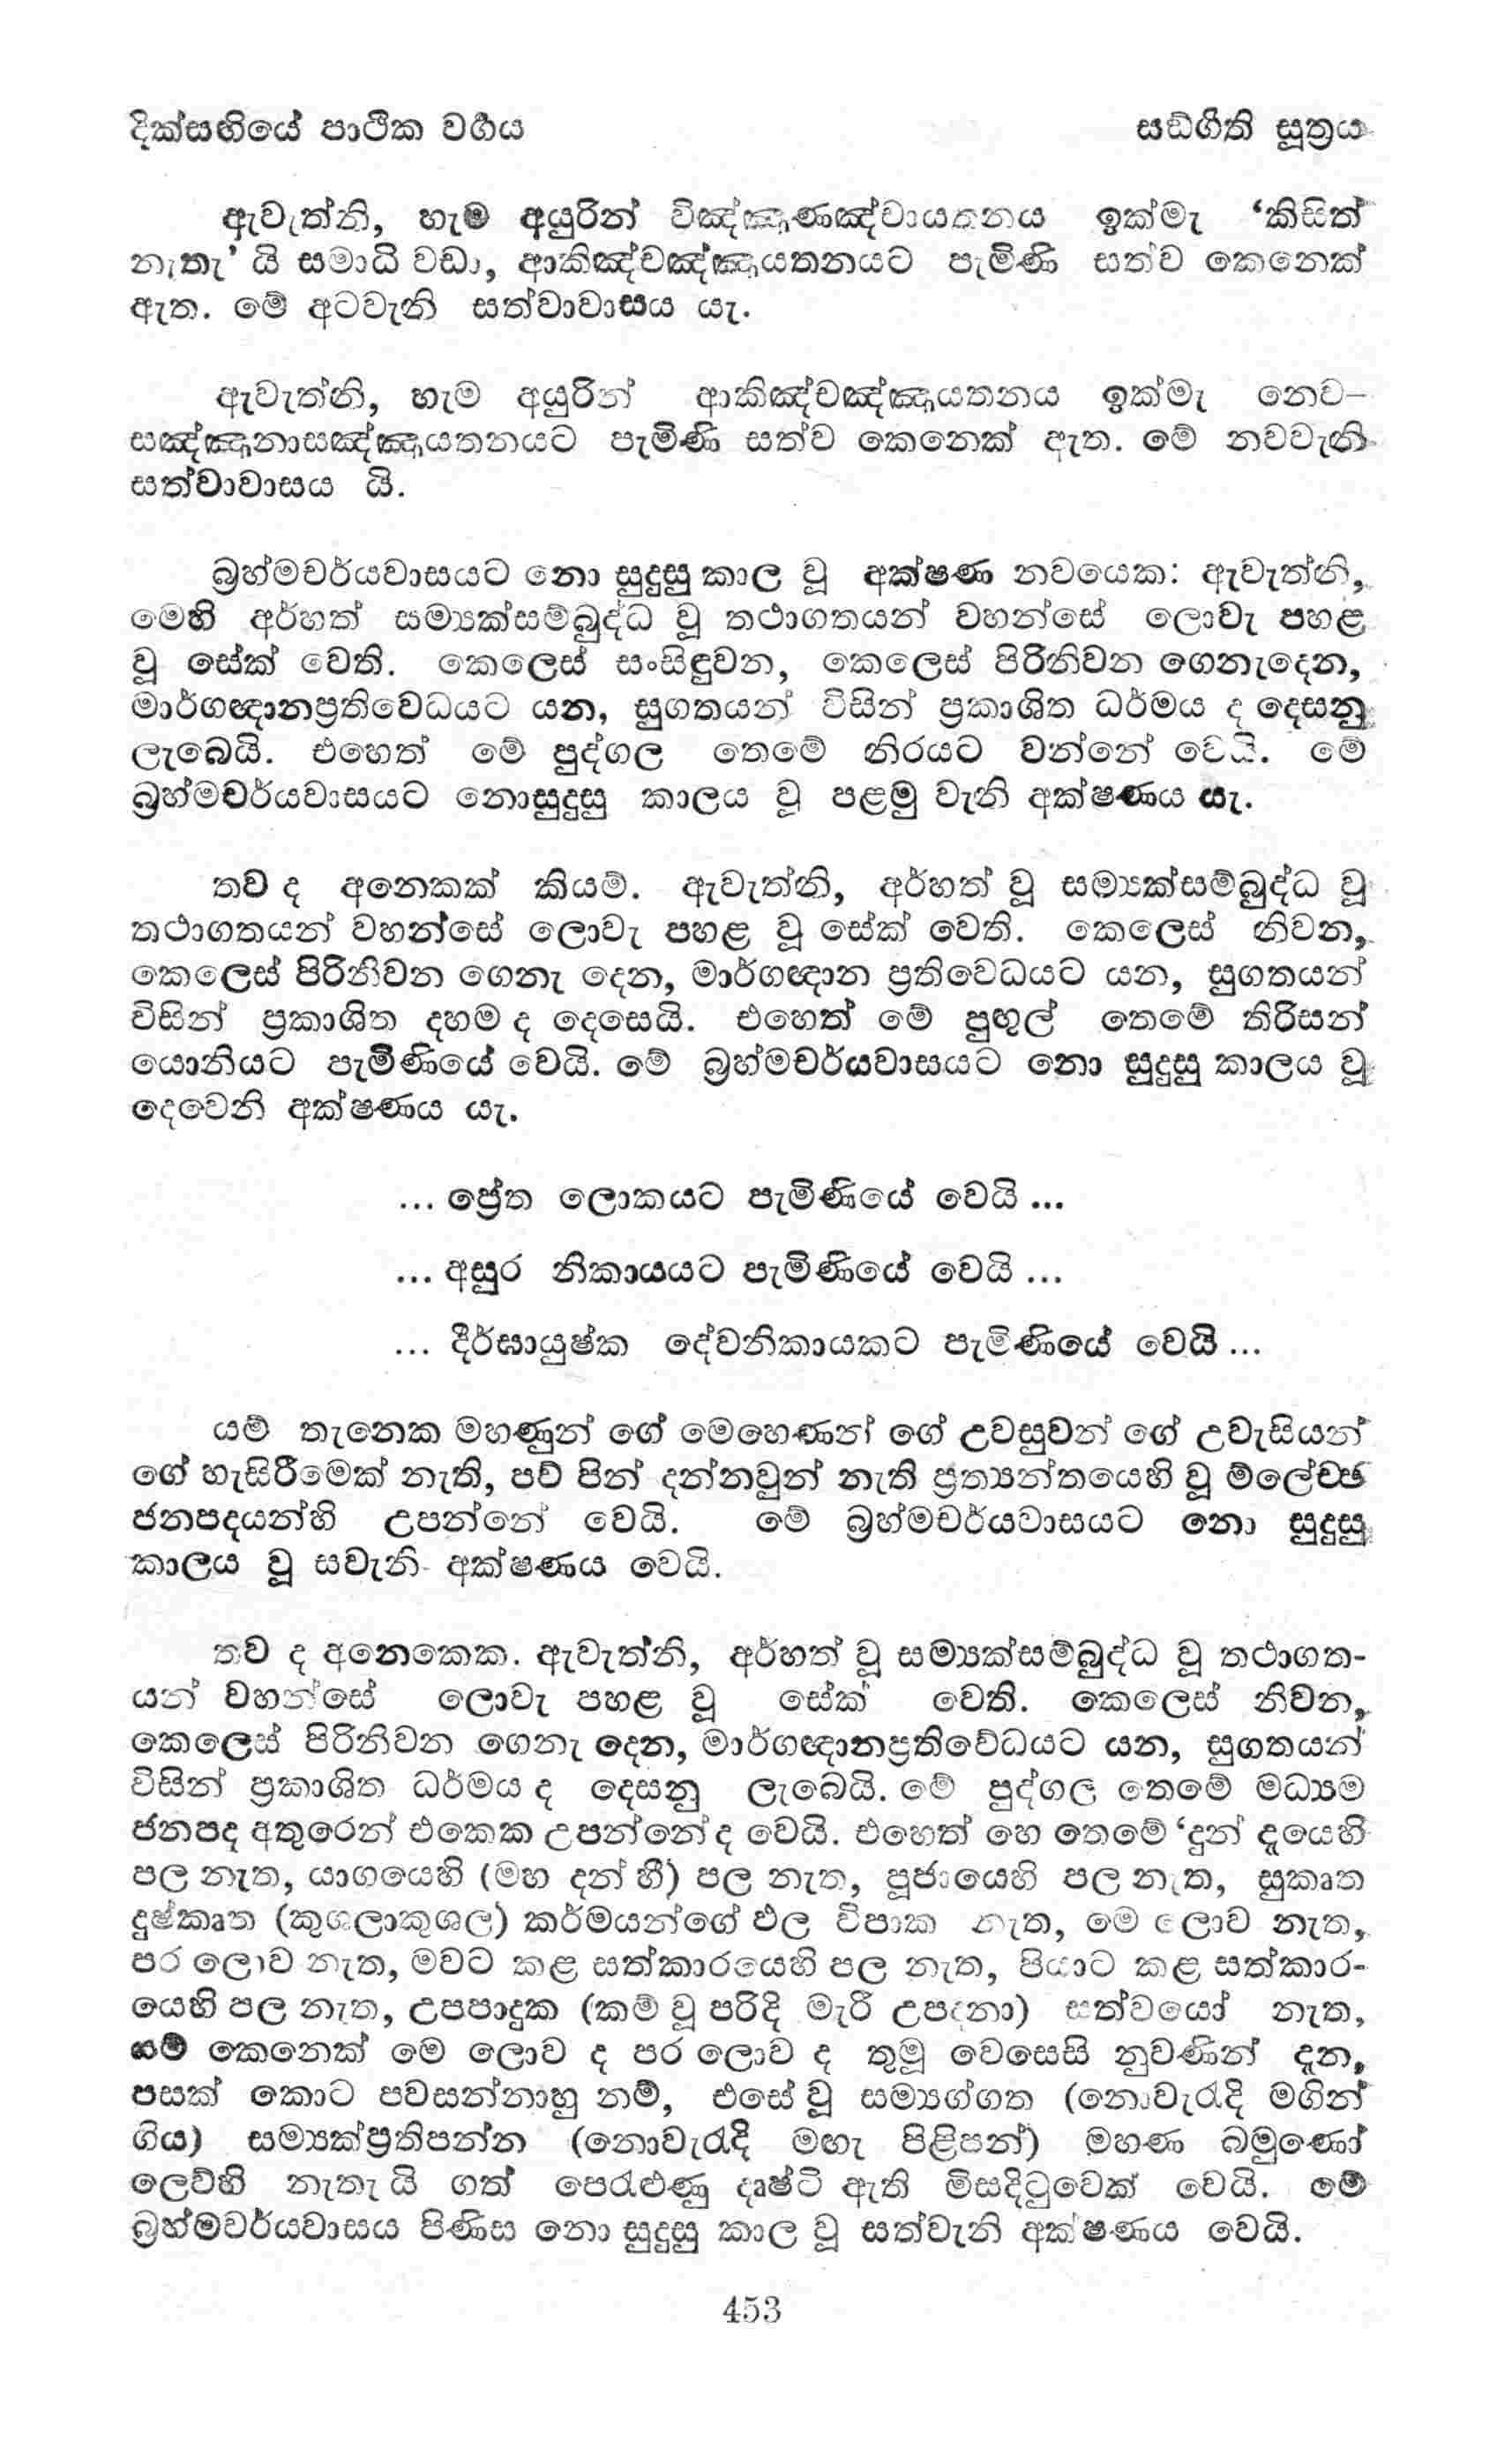 දික්සඟියේ පාථික වර්‍ගය
සඞ්ගීති සූත්‍රය
ඇවැත්නි, හැම අයුරින් විඤ්ඤාණඤ්චායතනය ඉක්මැ ‘කිසිත්
නැතැ’ යි සමාධි වඩා, ආකිඤ්චඤ්ඤායතනයට පැමිණි සත්ව කෙනෙක්
ඇත. මේ අටවැනි සත්වාවාසය යැ.
ඇවැත්නි, හැම අයුරින් ආකිඤ්චඤ්ඤායතනය ඉක්මැ නෙව-
සඤ්ඤානාසඤ්ඤායතනයට පැමිණි සත්ව කෙනෙක් ඇත. මේ නවවැනි
සත්වාවාසය යි.
බ්‍රහ්මචර්යවාසයට නො සුදුසු කාල වූ අක්ෂණ නවයෙක: ඇවැත්නි,
මෙහි අර්හත් සම්‍යක්සම්බුද්ධ වූ තථාගතයන් වහන්සේ ලොවැ පහළ
වූ සේක් වෙති. කෙලෙස් සංසිඳුවන, කෙලෙස් පිරිනිවන ගෙනැදෙන,
මාර්ගඥානප්‍රතිවෙධයට යන, සුගතයන් විසින් ප්‍රකාශිත ධර්මය ද දෙසනු
ලැබෙයි. එහෙත් මේ පුද්ගල තෙමේ නිරයට වන්නේ වෙයි. මේ
බ්‍රහ්මචර්යවාසයට නොසුදුසු කාලය වූ පළමු වැනි අක්ෂණය යැ.
තව ද අනෙකක් කියම්. ඇවැත්නි, අර්හත් වූ සම්‍යක්සම්බුද්ධ වූ
තථාගතයන් වහන්සේ ලොවැ පහළ වූ සේක් වෙති. කෙලෙස් නිවන,
කෙලෙස් පිරිනිවන ගෙනැ දෙන, මාර්ගඥාන ප්‍රතිවෙධයට යන, සුගතයන්
විසින් ප්‍රකාශිත දහම ද දෙසෙයි. එහෙත් මේ පුඟුල් තෙමේ තිරිසන්
යොනියට පැමිණියේ වෙයි. මේ බ්‍රහ්මචර්යවාසයට නො සුදුසු කාලය වූ
දෙවෙනි අක්ෂණය යැ.
... ප්‍රේත ලොකයට පැමිණියේ වෙයි ...
... අසුර නිකායයට පැමිණියේ වෙයි ...
... දීර්ඝායුෂ්ක දේවනිකායකට පැමිණියේ වෙයි ...
යම් තැනෙක මහණුන් ගේ මෙහෙණන් ගේ උවසුවන් ගේ උවැසියන්
ගේ හැසිරීමෙක් නැති, පව් පින් දන්නවුන් නැති ප්‍රත්‍යන්තයෙහි වූ ම්ලේච්ඡ
ජනපදයන්හි උපන්නේ වෙයි. මේ බ්‍රහ්මචර්යවාසයට නො සුදුසු
කාලය වූ සවැනි අක්ෂණය වෙයි.
තව ද අනෙකෙක. ඇවැත්නි, අර්හත් වූ සම්‍යක්සම්බුද්ධ වූ තථාගත-
යන් වහන්සේ ලොවැ පහළ වූ සේක් වෙති. කෙලෙස් නිවන,
කෙලෙස් පිරිනිවන ගෙනැ දෙන, මාර්ගඥානප්‍රතිවේධයට යන, සුගතයන්
විසින් ප්‍රකාශිත ධර්මය ද දෙසනු ලැබෙයි. මේ පුද්ගල තෙමේ මධ්‍යම
ජනපද අතුරෙන් එකෙක උපන්නේ ද වෙයි. එහෙත් හෙ තෙමේ ‘දුන් දැයෙහි
පල නැත, යාගයෙහි (මහ දන් හී) පල නැත, පූජායෙහි පල නැත, සුකෘත
දුෂ්කෘත (කුශලාකුශල) කර්මයන්ගේ ඵල විපාක නැත, මෙ ලොව නැත,
පර ලොව නැත, මවට කළ සත්කාරයෙහි පල නැත, පියාට කළ සත්කාර-
යෙහි පල නැත, උපපාදුක (කම් වූ පරිදි මැරී උපදනා) සත්වයෝ නැත,
යම් කෙනෙක් මෙ ලොව ද පර ලොව ද තුමූ වෙසෙසි නුවණින් දැන,
පසක් කොට පවසන්නාහු නම්, එසේ වූ සම්‍යග්ගත (නොවැරැදි මගින්
ගිය) සම්‍යක්ප්‍රතිපන්න (නොවැරැදි මඟැ පිළිපන්) මහණ බමුණෝ
ලෙව්හි නැතැ යි ගත් පෙරළුණු දෘෂ්ටි ඇති මිසදිටුවෙක් වෙයි. මේ
බ්‍රහ්මචර්යවාසය පිණිස නො සුදුසු කාල වූ සත්වැනි අක්ෂණය වෙයි.
453